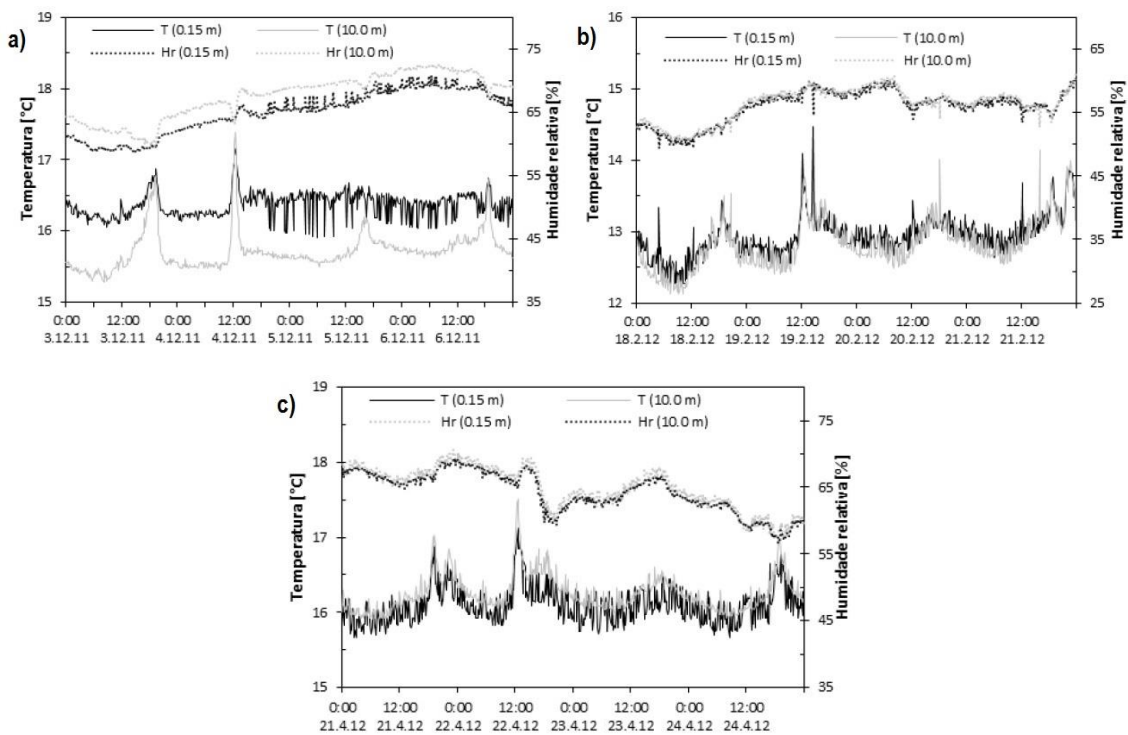 a)
T (0.15 m) T (10.0 m)
Hr (0.15 m) Hr (10.0 m)
Temperatura [°C]
19
18
17
16
15
75
65
55
45
35
Humidade relativa [%]
0:00 12:00 0:00 12:00 0:00 12:00 0:00 12:00
3.12.11 3.12.11 4.12.11 4.12.11 5.12.11 5.12.11 6.12.11 6.12.11
b)
T (0.15 m) T (10.0 m)
Hr (0.15 m) Hr (10.0 m)
Temperatura [°C]
16
15
14
13
12
65
55
45
35
25
Humidade relativa [%]
0:00 12:00 0:00 12:00 0:00 12:00 0:00 12:00
18.2.12 18.2.12 19.2.12 19.2.12 20.2.12 20.2.12 21.2.12 21.2.12
c)
T (0.15 m) T (10.0 m)
Hr (0.15 m) Hr (10.0 m)
Temperatura [°C]
19
18
17
16
15
75
65
55
45
35
Humidade relativa [%]
0:00 12:00 0:00 12:00 0:00 12:00 0:00 12:00
21.4.12 21.4.12 22.4.12 22.4.12 23.4.12 23.4.12 24.4.12 24.4.12